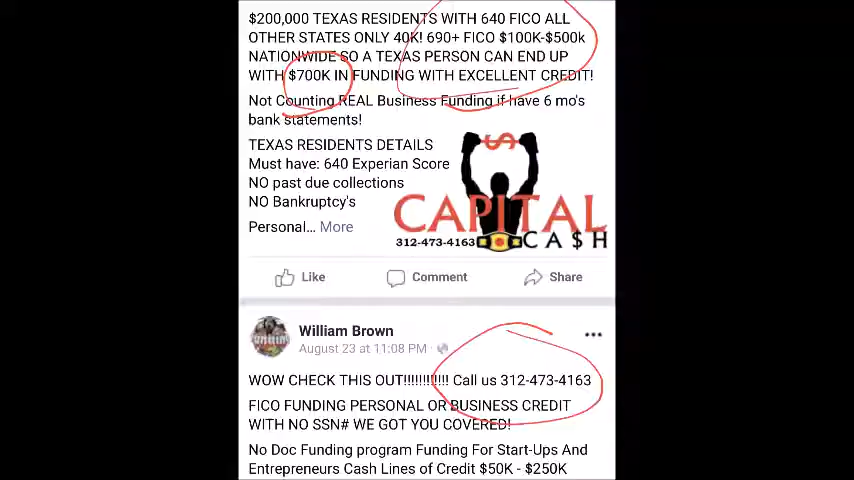 $200,000 TEXAS RESIDENTS WITH 640 FICO ALL
OTHER STATES ONLY 40K! 690+ FICO $100K-$500k
NATIONWIDE SO A TEXAS PERSON CAN END UP
WITH $700K IN FUNDING WITH EXCELLENT CREDIT!
Not Counting REAL Business Funding if have 6 mo's
bank statements!
TEXAS RESIDENTS DETAILS
Must have: 640 Experian Score
NO past due collections
NO Bankruptcy's
Personal... More
CAPITAL
312-473-4163 CA$H
Like Comment Share
William Brown
August 23 at 11:08 PM
WOW CHECK THIS OUT!!!!!!!!!!!! Call us 312-473-4163
FICO FUNDING PERSONAL OR BUSINESS CREDIT
WITH NO SSN# WE GOT YOU COVERED!
No Doc Funding program Funding For Start-Ups And
Entrepreneurs Cash Lines of Credit $50K - $250K